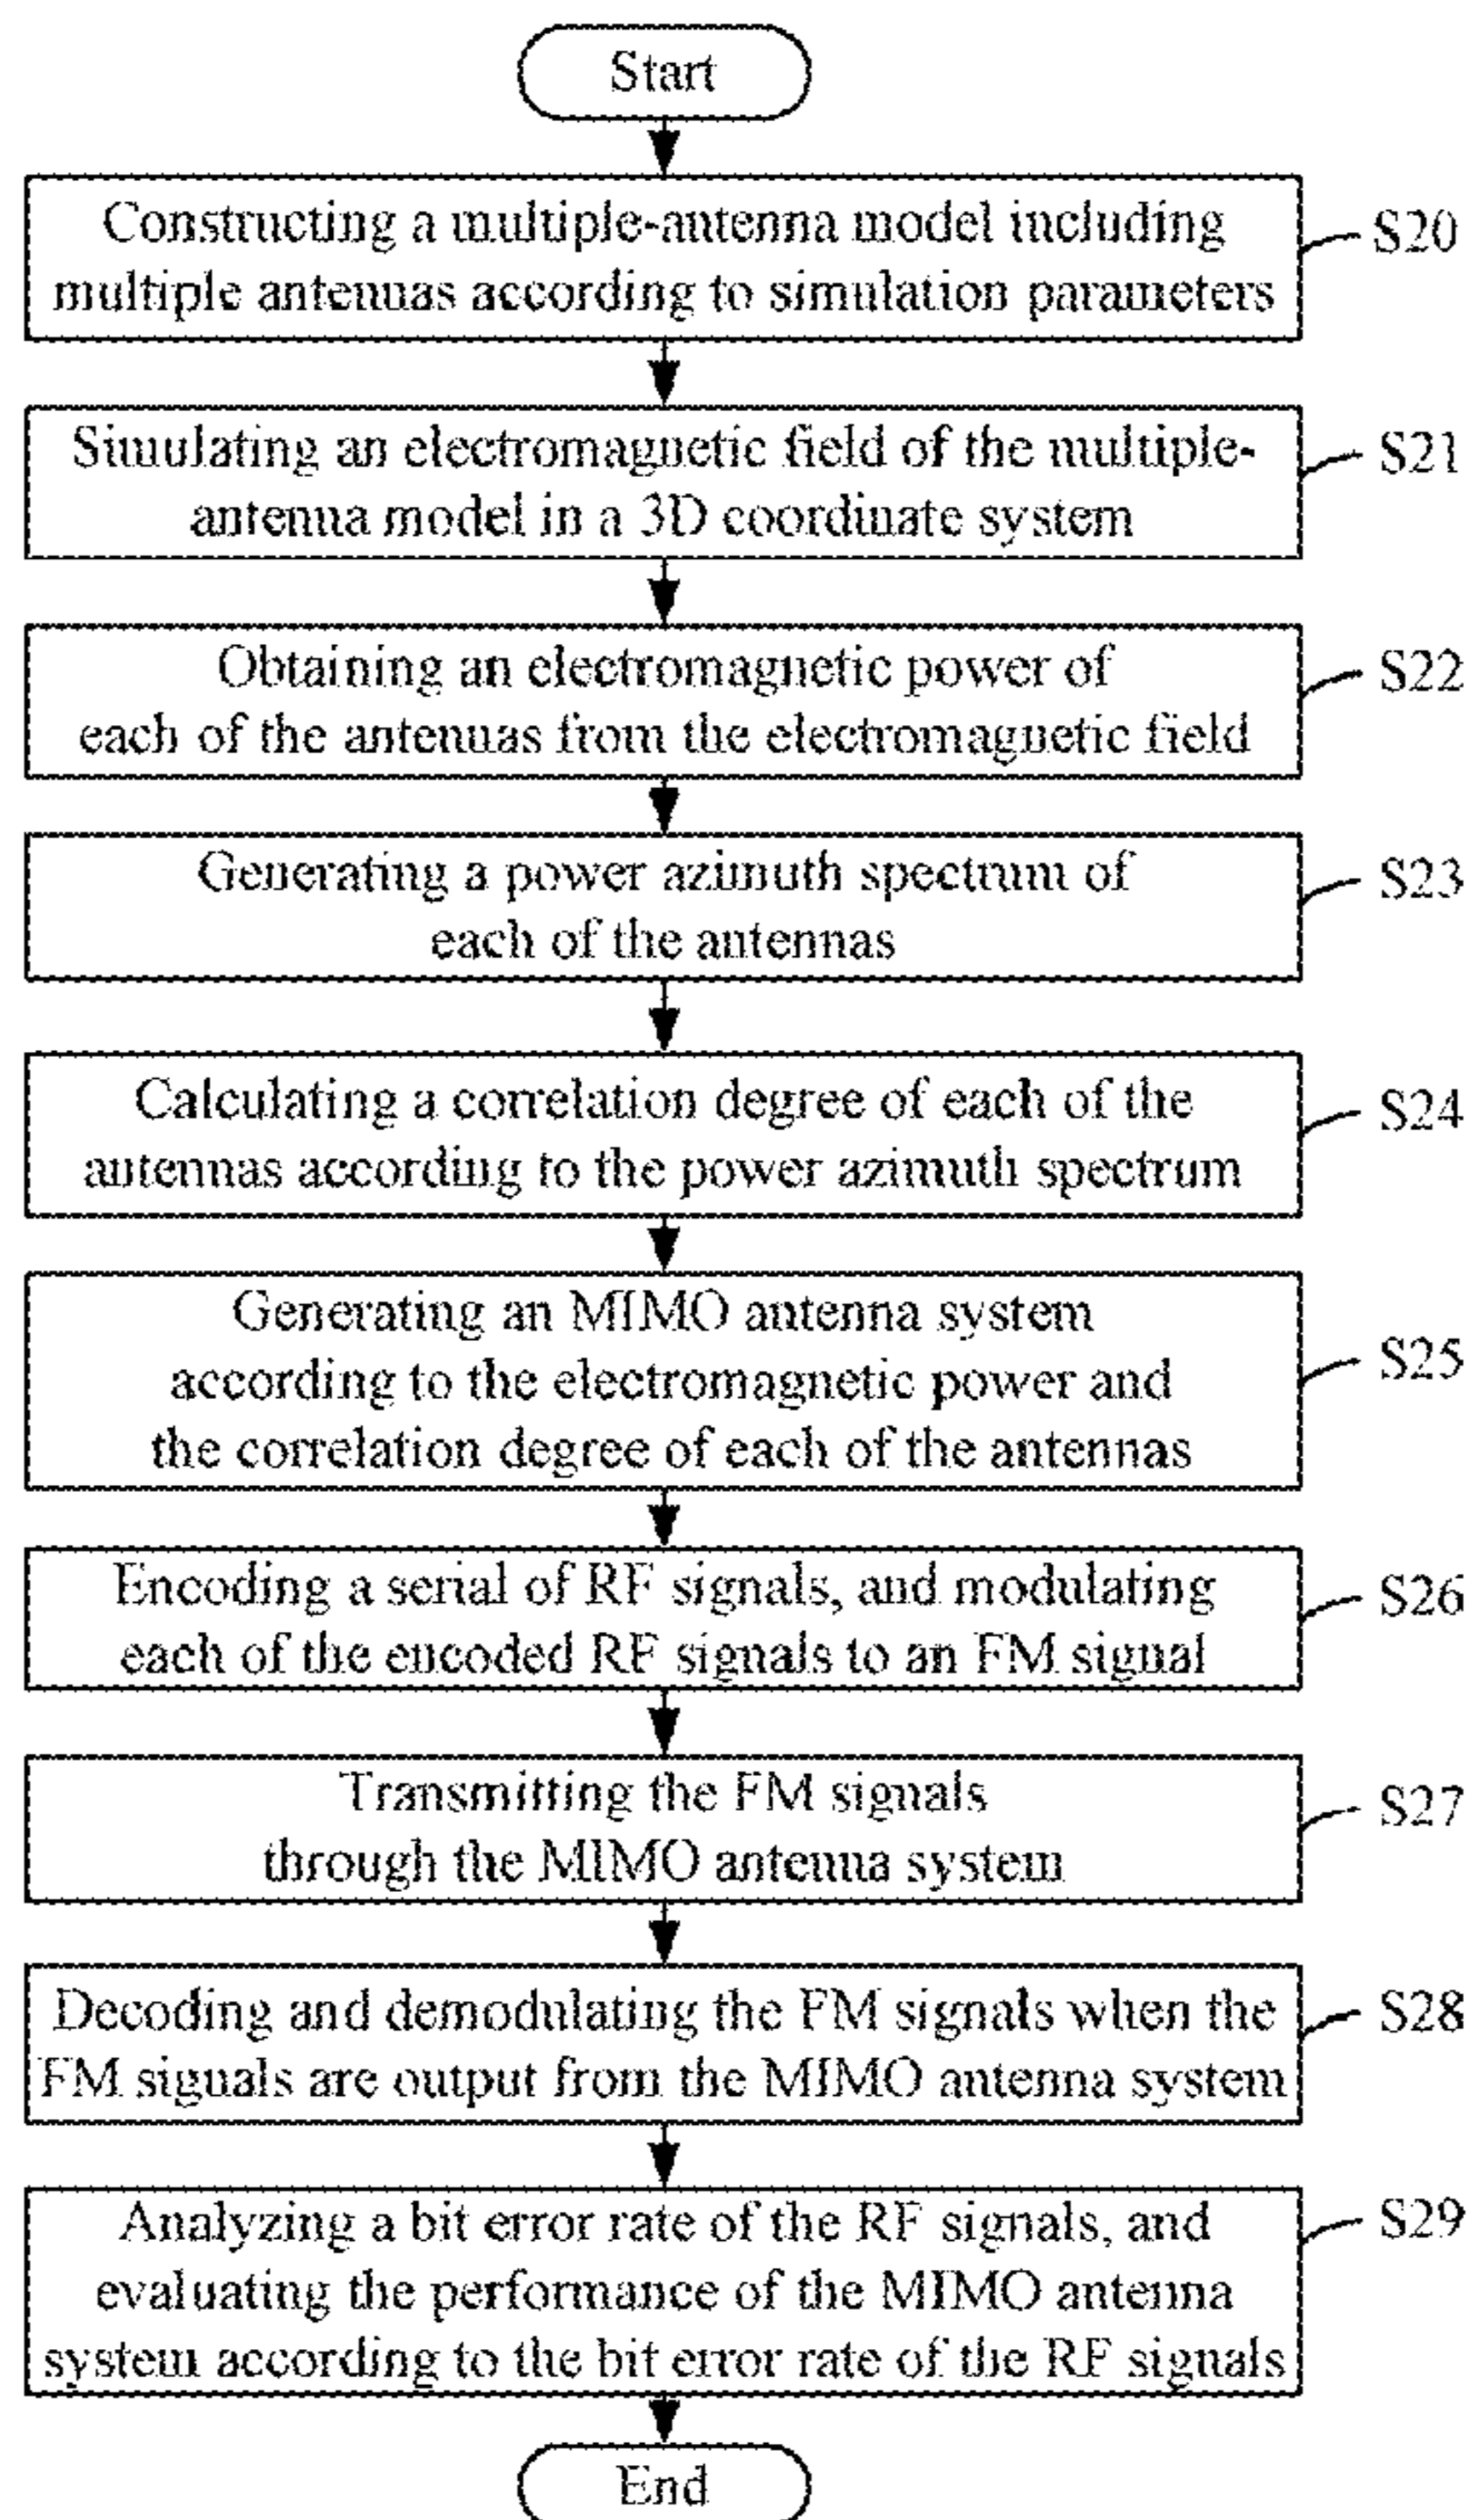 Start
Constructing a multiple-antenna model including
multiple antennas according to simulation parameters
S20
Simulating an electromagnetic field of the multiple-
antenna model in a 3D coordinate system
S21
Obtaining an electromagnetic power of
each of the antennas from the electromagnetic field
S22
Generating a power azimuth spectrum of
each of the antennas
S23
Calculating a correlation degree of each of the
antennas according to the power azimuth spectrum
S24
Generating an MIMO antenna system
according to the electromagnetic power and
the correlation degree of each of the antennas
S25
Encoding a serial of RF signals, and modulating
each of the encoded RF signals to an FM signal
S26
Transmitting the FM signals
through the MIMO antenna system
S27
Decoding and demodulating the FM signals when the
FM signals are output from the MIMO antenna system
S28
Analyzing a bit error rate of the RF signals, and
evaluating the performance of the MIMO antenna
system according to the bit error rate of the RF signals
S29
End